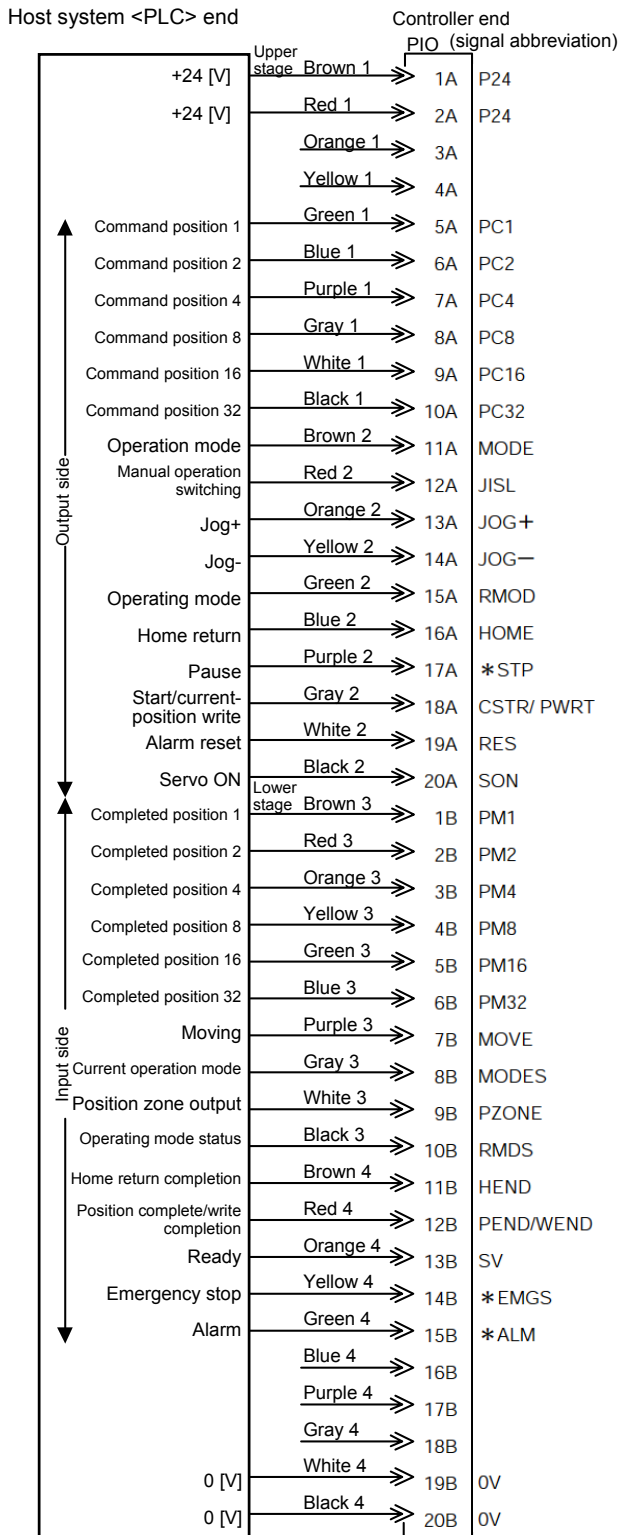 Host system <PLC> end
Controller end
PIO (signal abbreviation)
Upper
stage
+24 [V] Brown 1 1A P24
+24 [V] Red 1 2A P24
Orange 1 3A
Yellow 1 4A
Output side
Command position 1 Green 1 5A PC1
Command position 2 Blue 1 6A PC2
Command position 4 Purple 1 7A PC4
Command position 8 Gray 1 8A PC8
Command position 16 White 1 9A PC16
Command position 32 Black 1 10A PC32
Operation mode Brown 2 11A MODE
Manual operation
switching Red 2 12A JISL
Jog+ Orange 2 13A JOG+
Jog- Yellow 2 14A JOG−
Operating mode Green 2 15A RMOD
Home return Blue 2 16A HOME
Pause Purple 2 17A *STP
Start/current-
position write Gray 2 18A CSTR/ PWRT
Alarm reset White 2 19A RES
Servo ON Black 2 20A SON
Lower
stage
Input side
Completed position 1 Brown 3 1B PM1
Completed position 2 Red 3 2B PM2
Completed position 4 Orange 3 3B PM4
Completed position 8 Yellow 3 4B PM8
Completed position 16 Green 3 5B PM16
Completed position 32 Blue 3 6B PM32
Moving Purple 3 7B MOVE
Current operation mode Gray 3 8B MODES
Position zone output White 3 9B PZONE
Operating mode status Black 3 10B RMDS
Home return completion Brown 4 11B HEND
Position complete/write
completion Red 4 12B PEND/WEND
Ready Orange 4 13B SV
Emergency stop Yellow 4 14B *EMGS
Alarm Green 4 15B *ALM
Blue 4 16B
Purple 4 17B
Gray 4 18B
0 [V] White 4 19B 0V
0 [V] Black 4 20B 0V